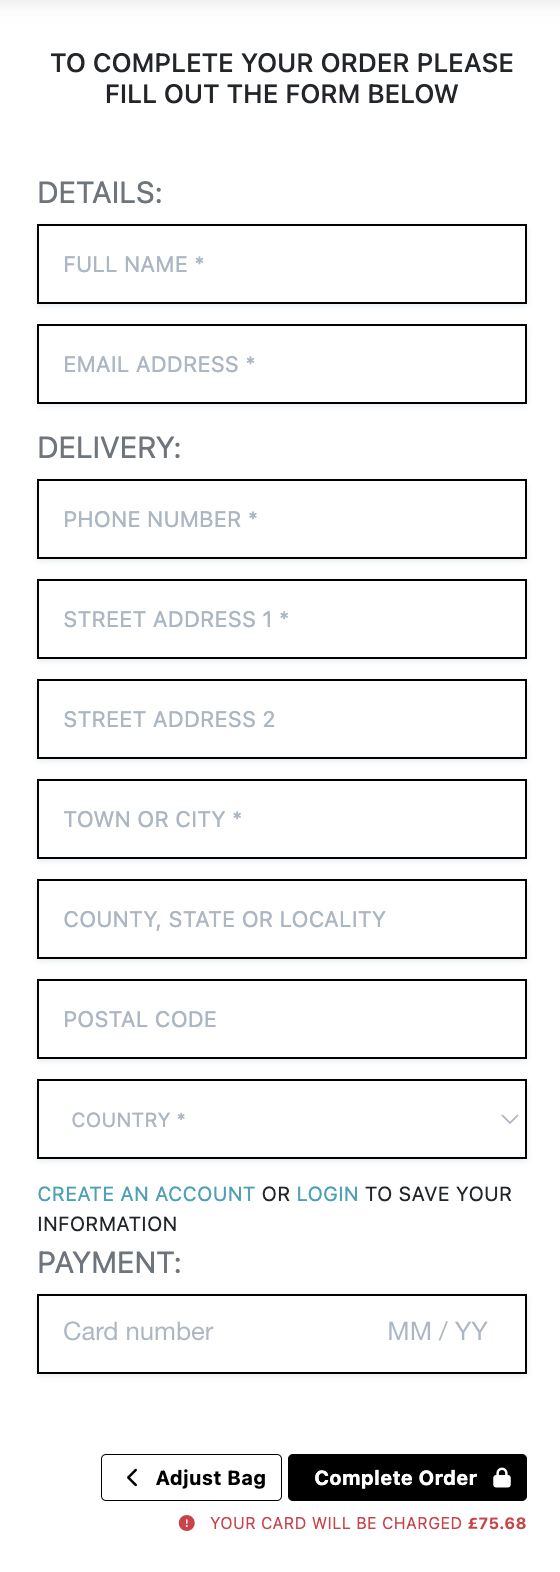 TO COMPLETE YOUR ORDER PLEASE
FILL OUT THE FORM BELOW
DETAILS:
FULL NAME *
EMAIL ADDRESS *
DELIVERY:
PHONE NUMBER *
STREET ADDRESS 1 *
STREET ADDRESS 2
TOWN OR CITY *
COUNTY, STATE OR LOCALITY
POSTAL CODE
COUNTRY *
CREATE AN ACCOUNT OR LOGIN TO SAVE YOUR
INFORMATION
PAYMENT:
Card number MM / YY
Adjust Bag Complete Order
YOUR CARD WILL BE CHARGED £75.68